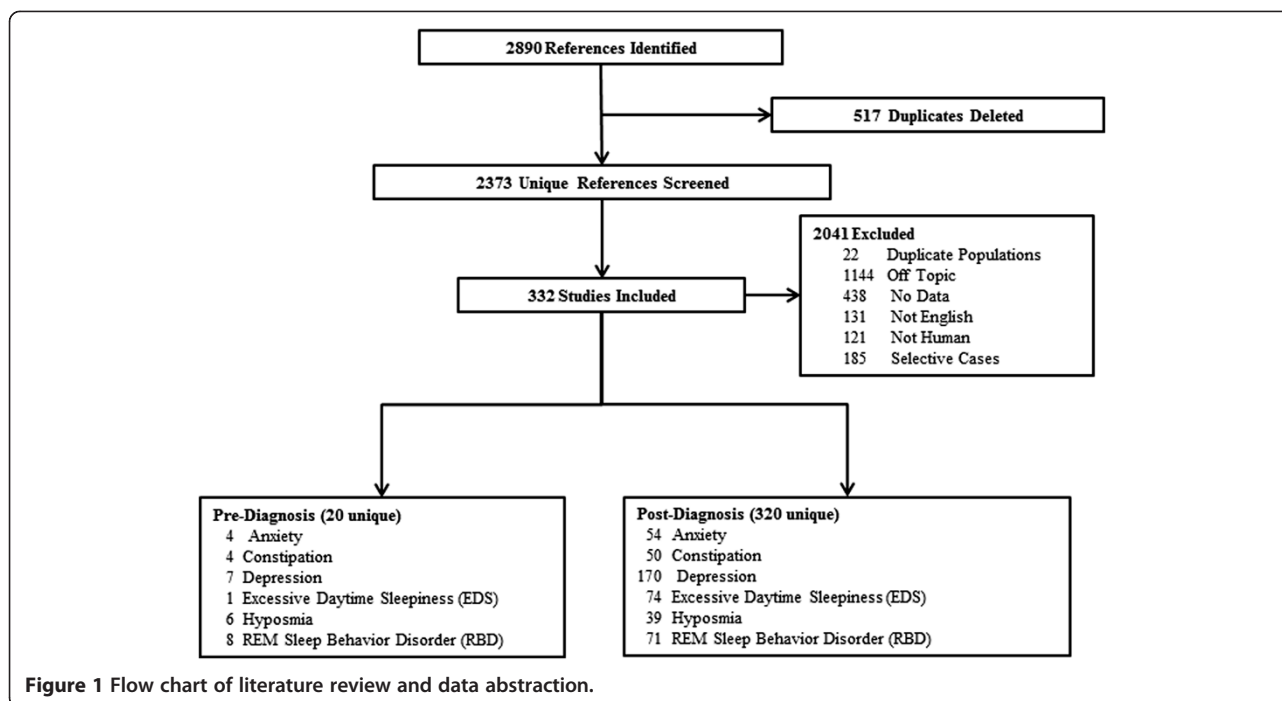 2890 References Identified
517 Duplicates Deleted
2373 Unique References Screened
2041 Excluded
22 Duplicate Populations
1144 Off Topic
438 No Data
131 Not English
121 Not Human
185 Selective Cases
332 Studies Included
Pre-Diagnosis (20 unique)
4 Anxiety
4 Constipation
7 Depression
1 Excessive Daytime Sleepiness (EDS)
6 Hyposmia
8 REM Sleep Behavior Disorder (RBD)
Post-Diagnosis (320 unique)
54 Anxiety
50 Constipation
170 Depression
74 Excessive Daytime Sleepiness (EDS)
39 Hyposmia
71 REM Sleep Behavior Disorder (RBD)
Figure 1 Flow chart of literature review and data abstraction.